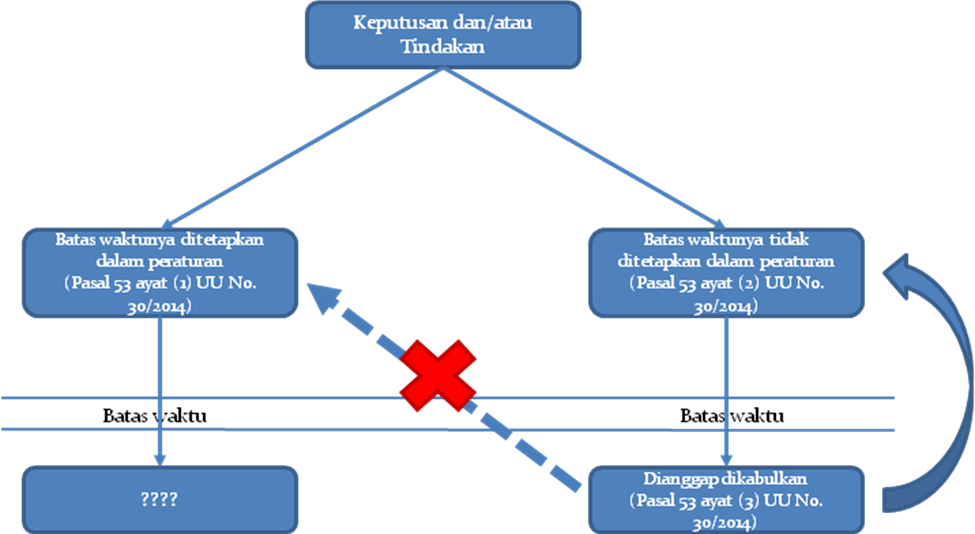 Keputusan dan/atau
Tindakan
Batas waktunya ditetapkan
dalam peraturan
(Pasal 53 ayat (1) UU No.
30/2014)
Batas waktunya tidak
ditetapkan dalam peraturan
(Pasal 53 ayat (2) UU No.
30/2014)
Batas waktu
Batas waktu
????
Dianggap dikabulkan
(Pasal 53 ayat (3) UU No.
30/2014)